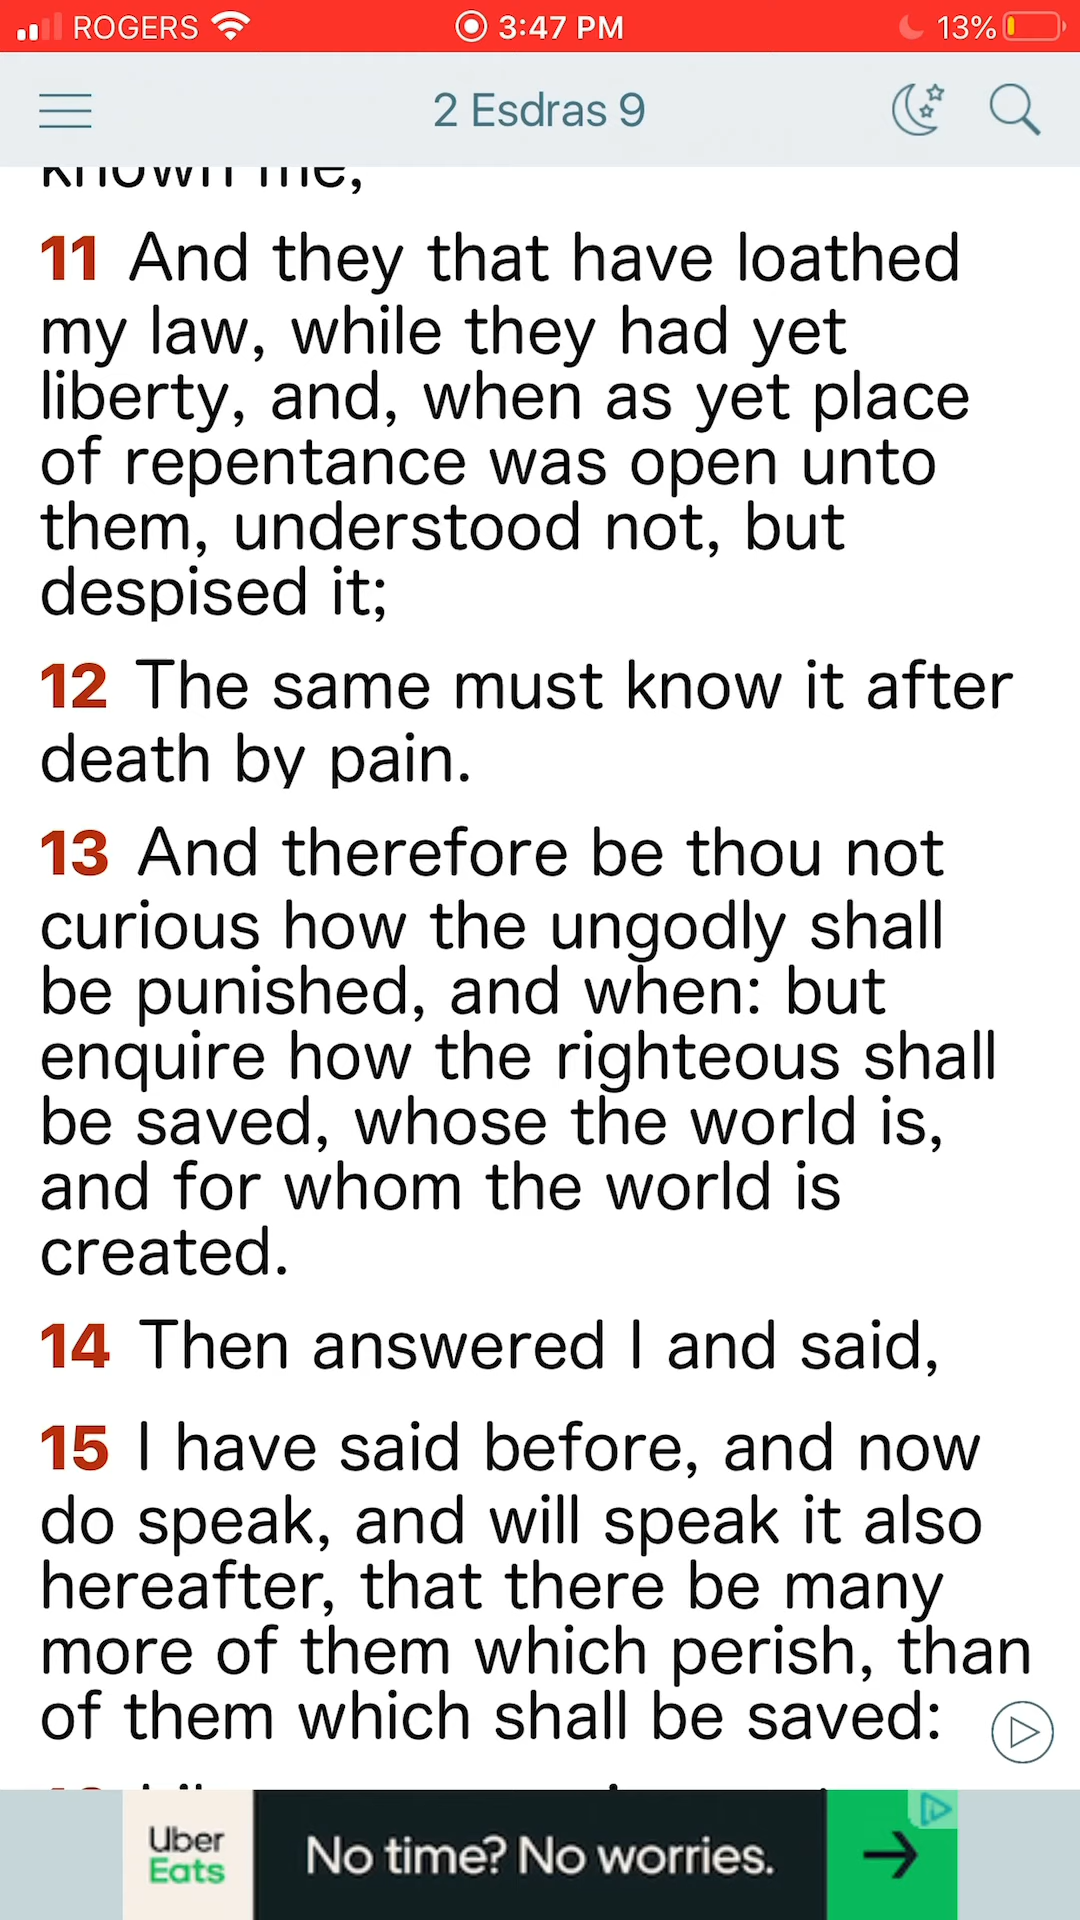 ROGERS 3:47 PM 13%
2 Esdras 9
known me,
11 And they that have loathed
my law, while they had yet
liberty, and, when as yet place
of repentance was open unto
them, understood not, but
despised it;
12 The same must know it after
death by pain.
13 And therefore be thou not
curious how the ungodly shall
be punished, and when: but
enquire how the righteous shall
be saved, whose the world is,
and for whom the world is
created.
14 Then answered I and said,
15 I have said before, and now
do speak, and will speak it also
hereafter, that there be many
more of them which perish, than
of them which shall be saved:
Uber
Eats
No time? No worries.